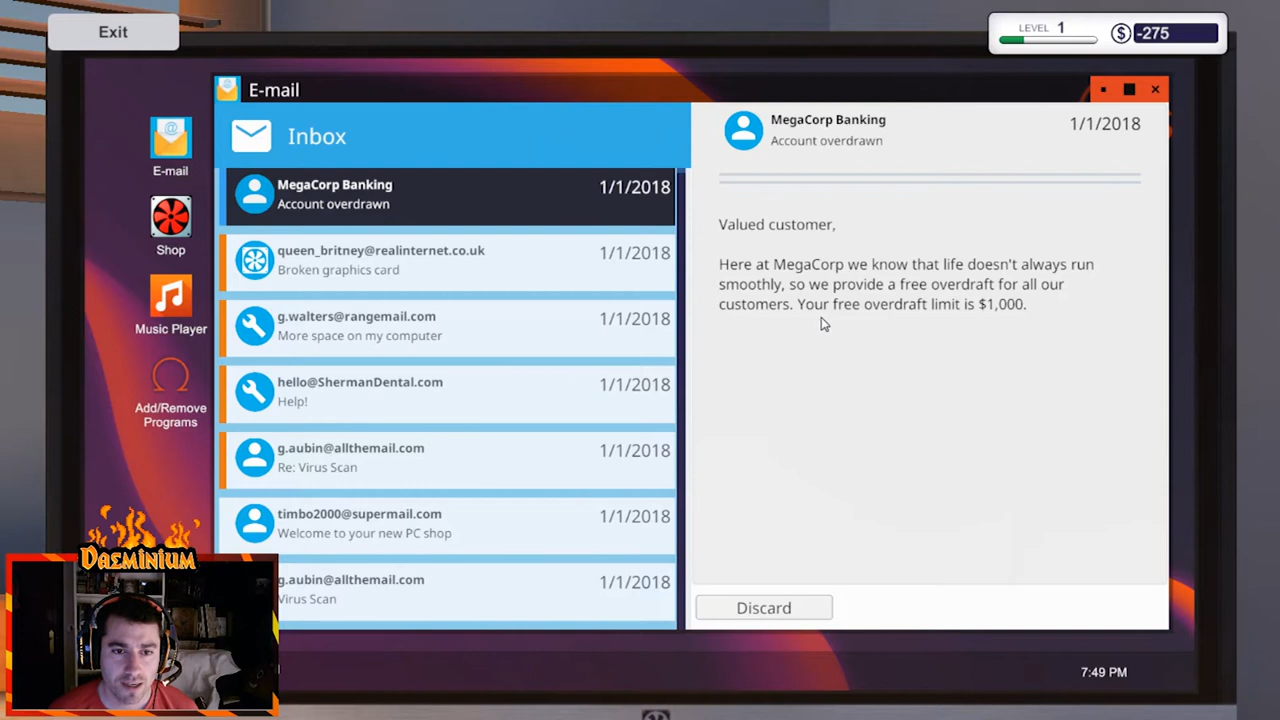 Exit
LEVEL 1
$ -275
E-mail
E-mail
Shop
Music Player
Add/Remove
Programs
Inbox
MegaCorp Banking 1/1/2018
Account overdrawn
queen_britney@realinternet.co.uk 1/1/2018
Broken graphics card
g.walters@rangemail.com 1/1/2018
More space on my computer
hello@ShermanDental.com 1/1/2018
Help!
g.aubin@allthemail.com 1/1/2018
Re: Virus Scan
timbo2000@supermail.com 1/1/2018
Welcome to your new PC shop
g.aubin@allthemail.com 1/1/2018
Virus Scan
MegaCorp Banking 1/1/2018
Account overdrawn
Valued customer,
Here at MegaCorp we know that life doesn't always run
smoothly, so we provide a free overdraft for all our
customers. Your free overdraft limit is $1,000.
Discard
DAEMINIUM
7:49 PM